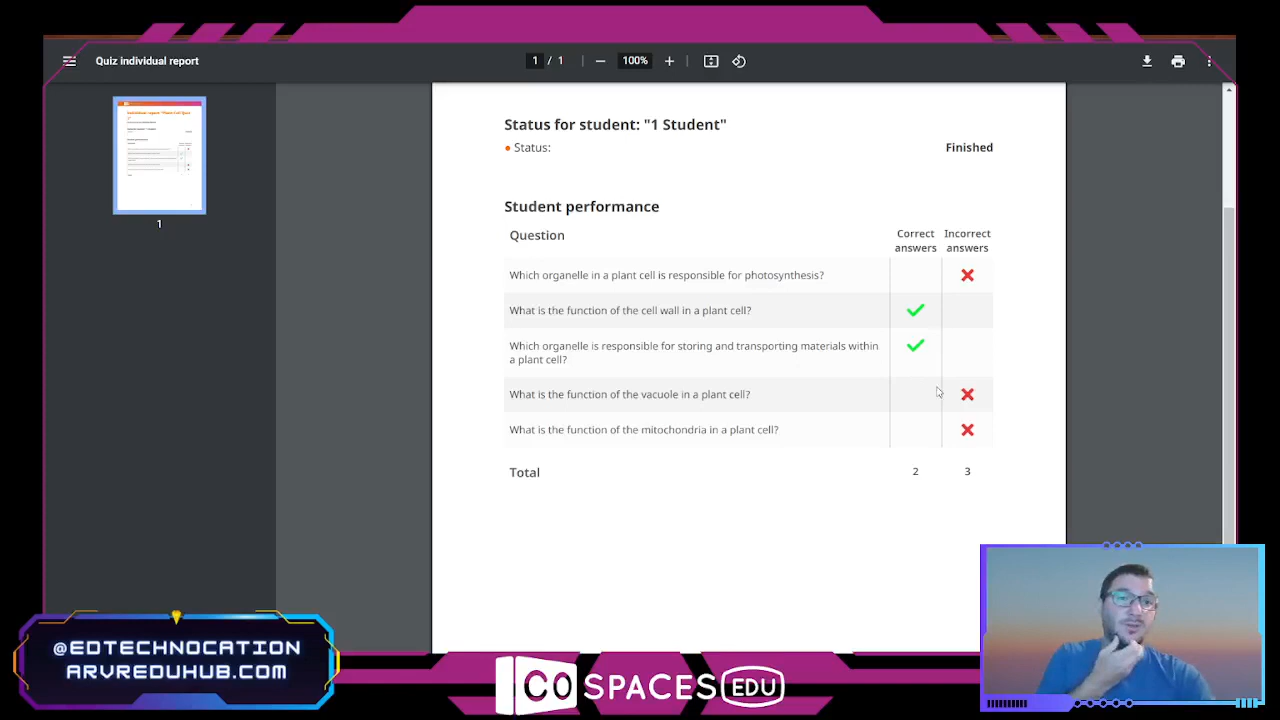 Quiz individual report
1 / 1
100%
1
Status for student: "1 Student"
Status:
Finished
Student performance
Question
Correct answers
Incorrect answers
Which organelle in a plant cell is responsible for photosynthesis?
What is the function of the cell wall in a plant cell?
Which organelle is responsible for storing and transporting materials within
a plant cell?
What is the function of the vacuole in a plant cell?
What is the function of the mitochondria in a plant cell?
Total 2 3
@EDTECHNOCATION
ARVREDUHUB.COM
COSPACES EDU